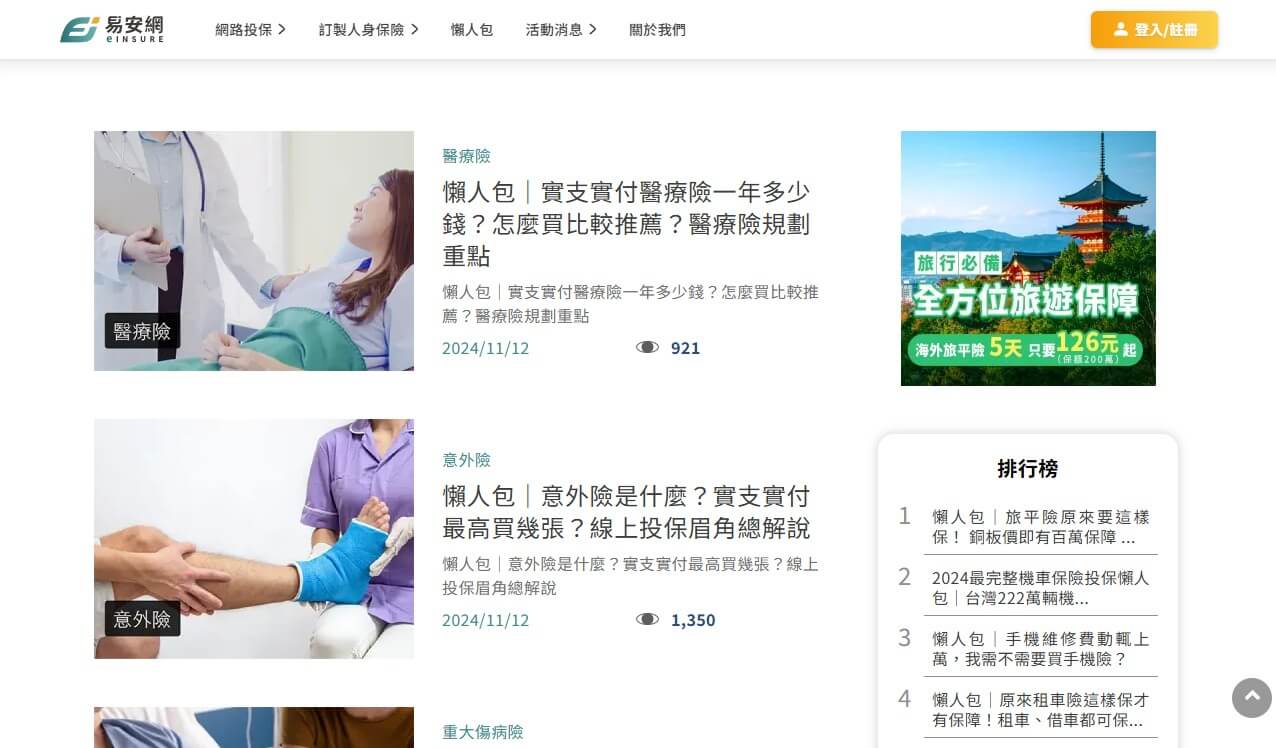 易安網
eINSURE
網路投保
訂製人身保險
懶人包
活動消息
關於我們
登入/註冊
醫療險
醫療險
懶人包｜實支實付醫療險一年多少
錢？怎麼買比較推薦？醫療險規劃
重點
懶人包｜實支實付醫療險一年多少錢？怎麼買比較推
薦？醫療險規劃重點
2024/11/12
921
意外險
意外險
懶人包｜意外險是什麼？實支實付
最高買幾張？線上投保眉角總解說
懶人包｜意外險是什麼？實支實付最高買幾張？線上
投保眉角總解說
2024/11/12
1,350
重大傷病險
旅行必備
全方位旅遊保障
海外旅平險 5天 只要 126元 起
(保額200萬)
排行榜
1
懶人包｜旅平險原來要這樣
保！ 銅板價即有百萬保障 ...
2
2024最完整機車保險投保懶人
包｜台灣222萬輛機...
3
懶人包｜手機維修費動輒上
萬，我需不需要買手機險？
4
懶人包｜原來租車險這樣保才
有保障！租車、借車都可保...